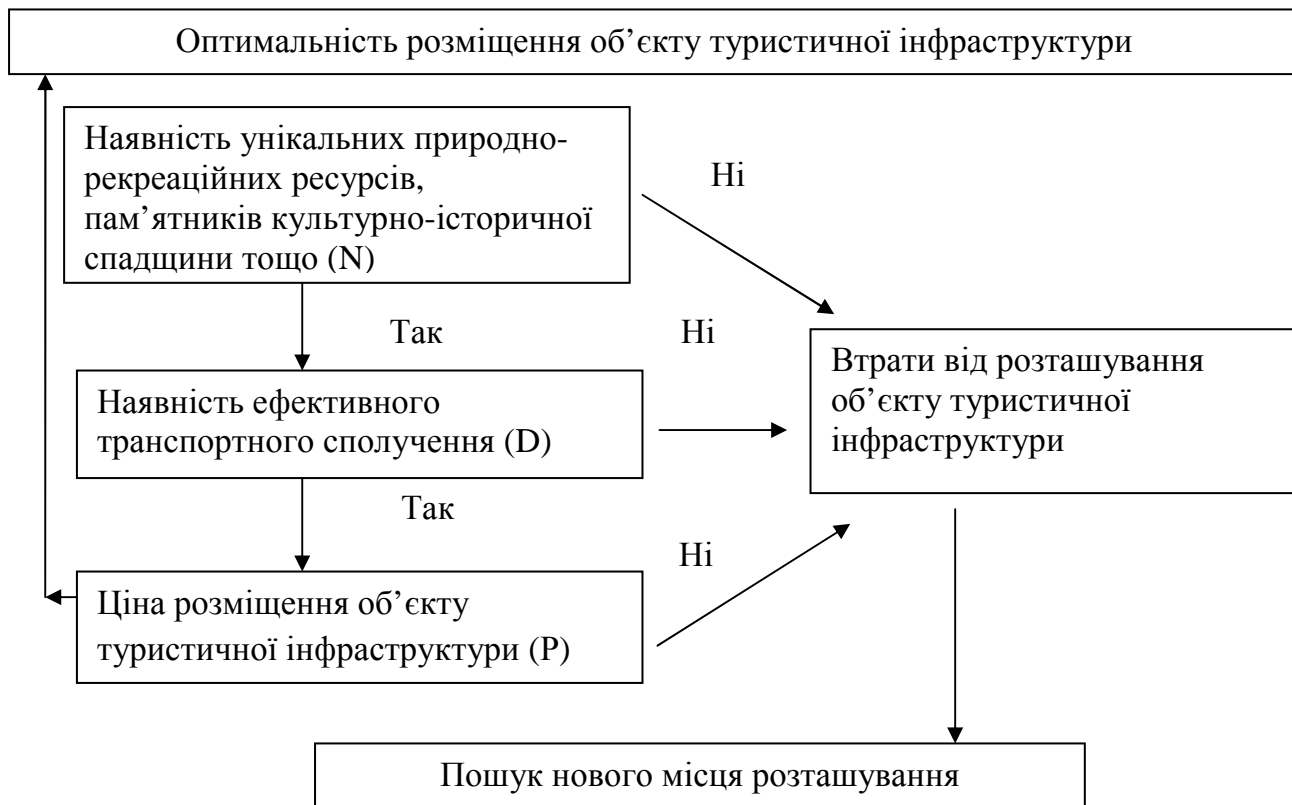 Оптимальність розміщення об’єкту туристичної інфраструктури
Наявність унікальних природно-
рекреаційних ресурсів,
пам’ятників культурно-історичної
спадщини тощо (N)
Ні
Так
Ні
Втрати від розташування
об’єкту туристичної
інфраструктури
Наявність ефективного
транспортного сполучення (D)
Так
Ні
Ціна розміщення об’єкту
туристичної інфраструктури (P)
Пошук нового місця розташування